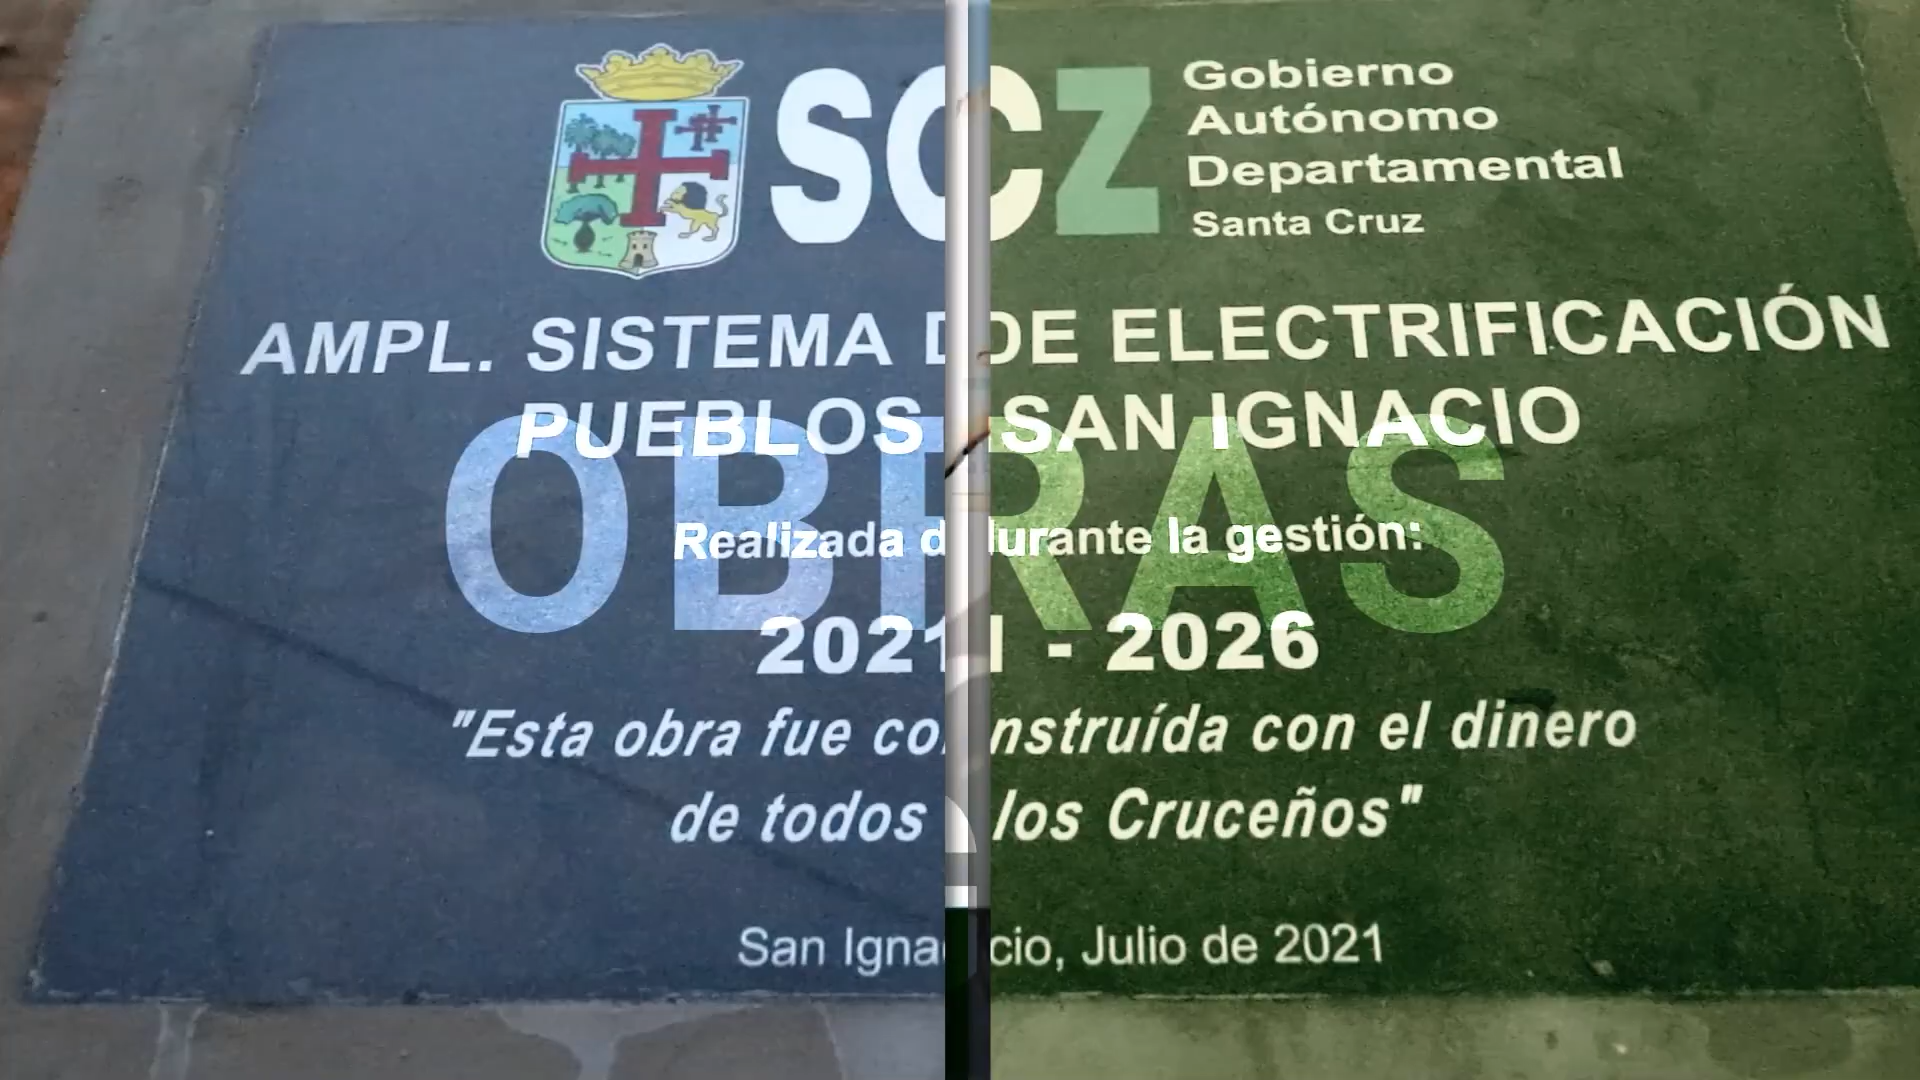 SCZ
Gobierno
Autónomo
Departamental
Santa Cruz
AMPL. SISTEMA DE ELECTRIFICACIÓN
PUEBLOS SAN IGNACIO
OBRAS
Realizada durante la gestión:
2021 - 2026
"Esta obra fue construída con el dinero
de todos los Cruceños"
San Ignacio, Julio de 2021